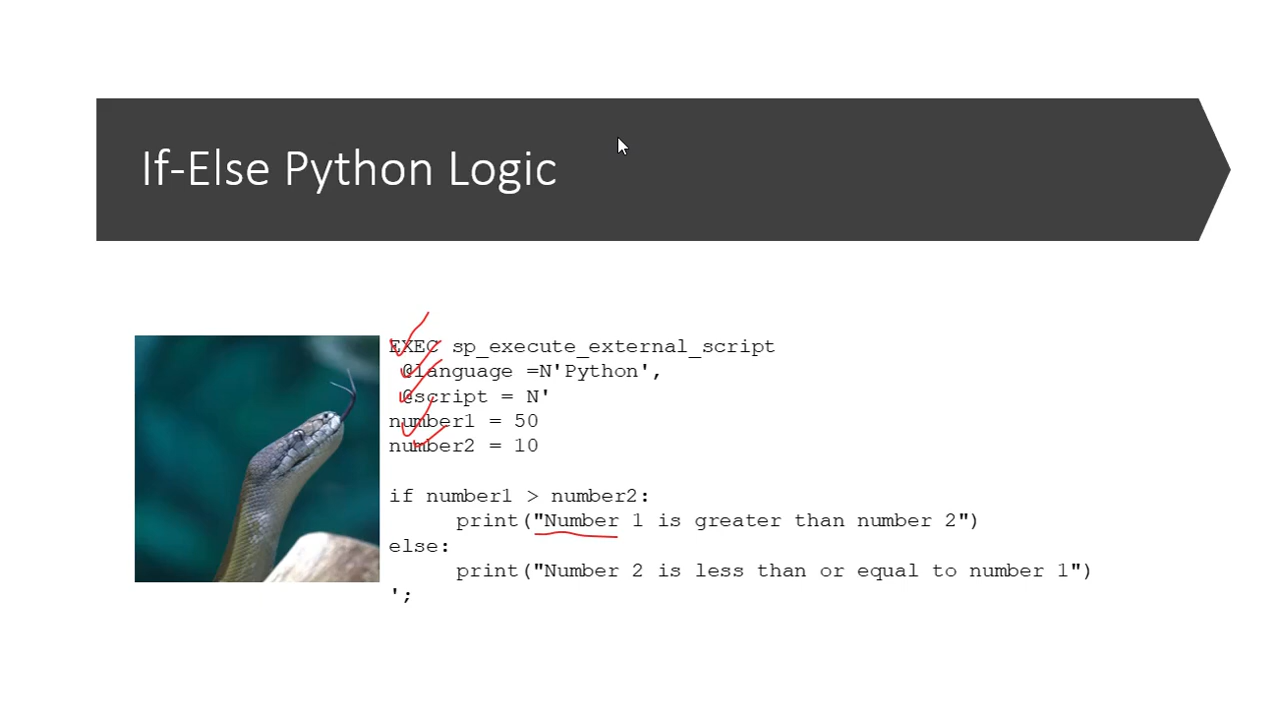 If-Else Python Logic
EXEC sp_execute_external_script
@language =N'Python',
@script = N'
number1 = 50
number2 = 10
if number1 > number2:
print("Number 1 is greater than number 2")
else:
print("Number 2 is less than or equal to number 1")
';